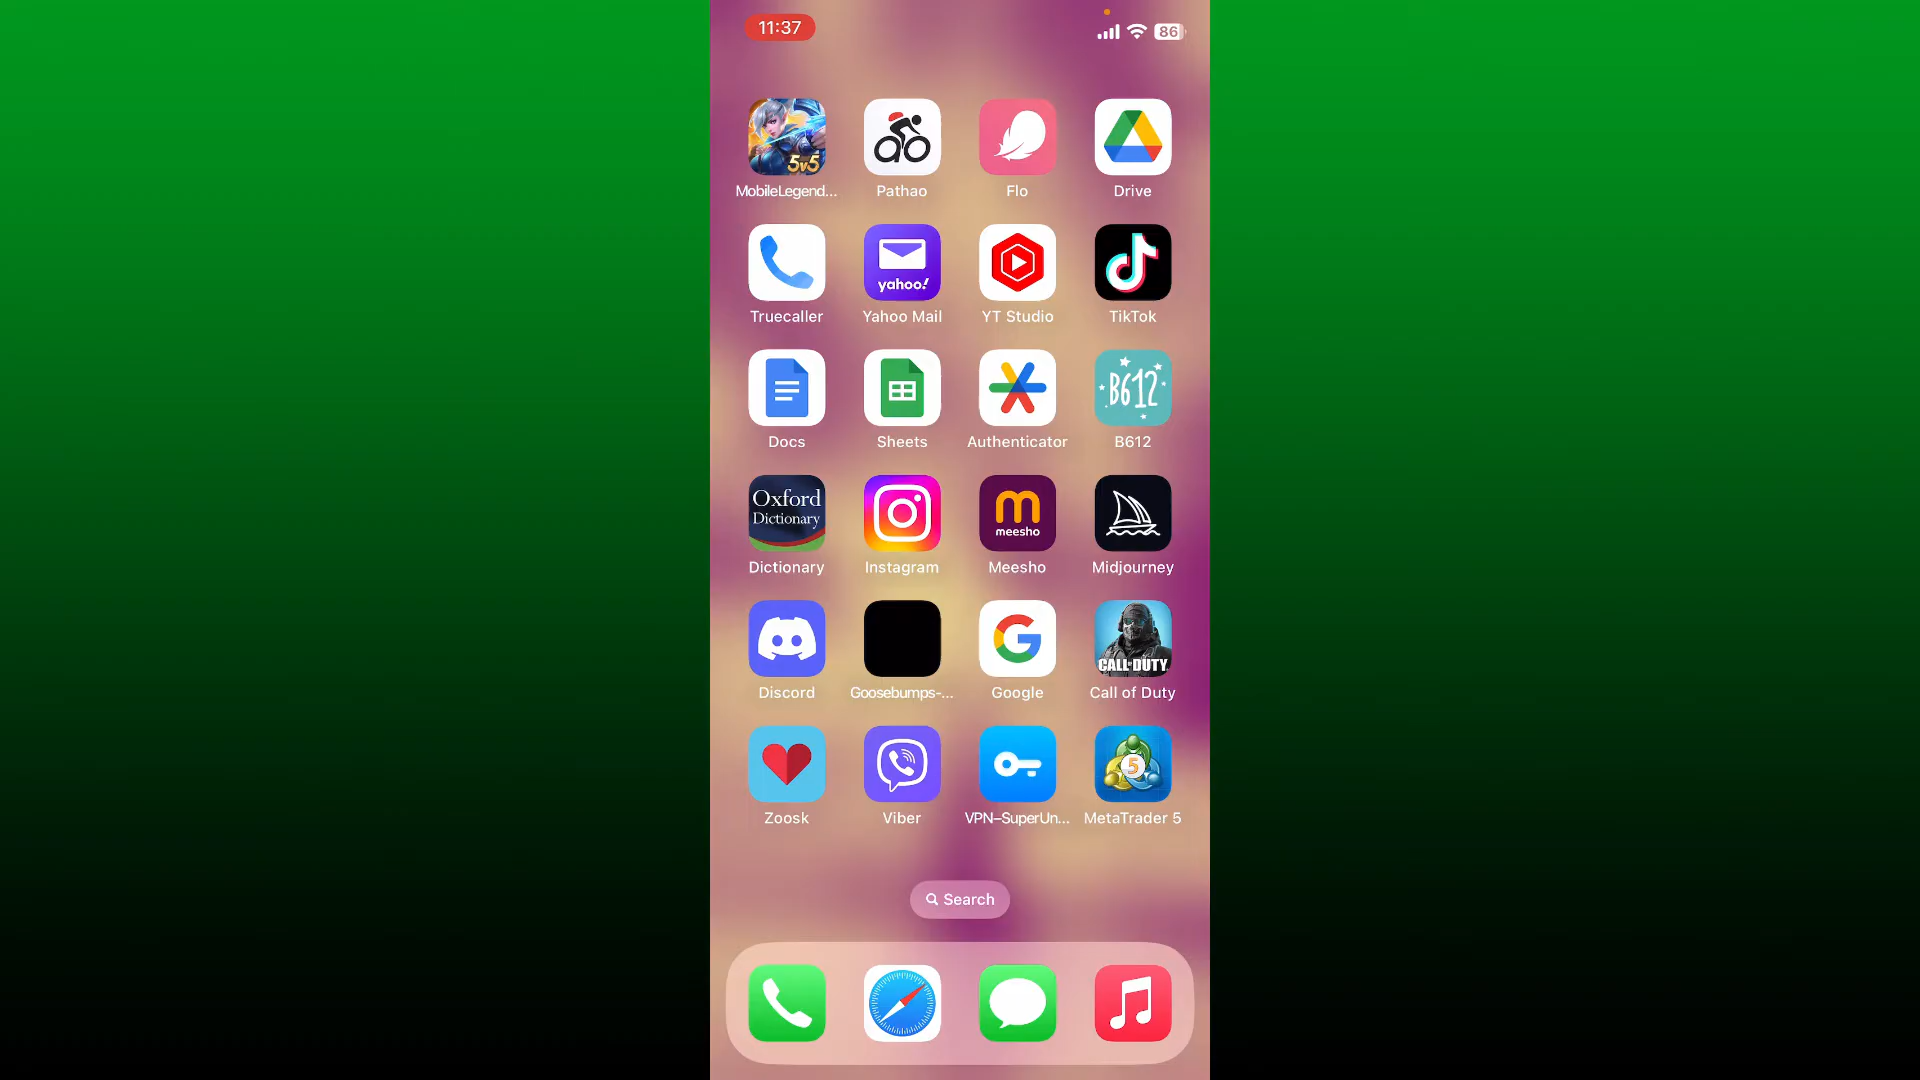 11:37
86
5v5
MobileLegend...
Pathao
Flo
Drive
yahoo!
Truecaller
Yahoo Mail
YT Studio
TikTok
B612
Docs
Sheets
Authenticator
B612
Oxford
Dictionary
meesho
Dictionary
Instagram
Meesho
Midjourney
CALL OF DUTY
Discord
Goosebumps-...
Google
Call of Duty
5
Zoosk
Viber
VPN–SuperUn...
MetaTrader 5
Search